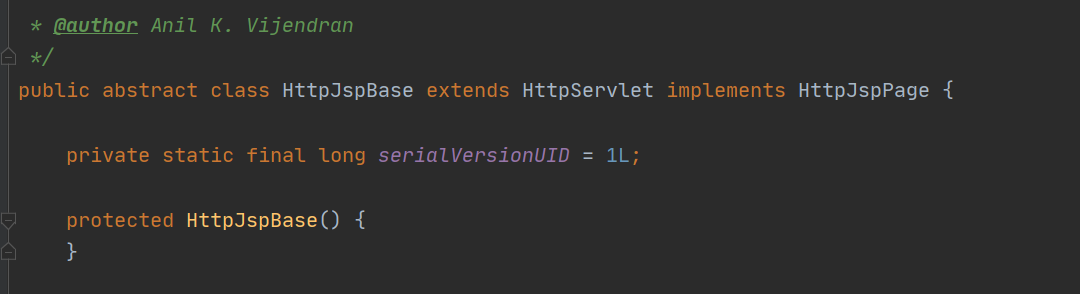 * @author Anil K. Vijendran
*/
public abstract class HttpJspBase extends HttpServlet implements HttpJspPage {
private static final long serialVersionUID = 1L;
protected HttpJspBase() {
}